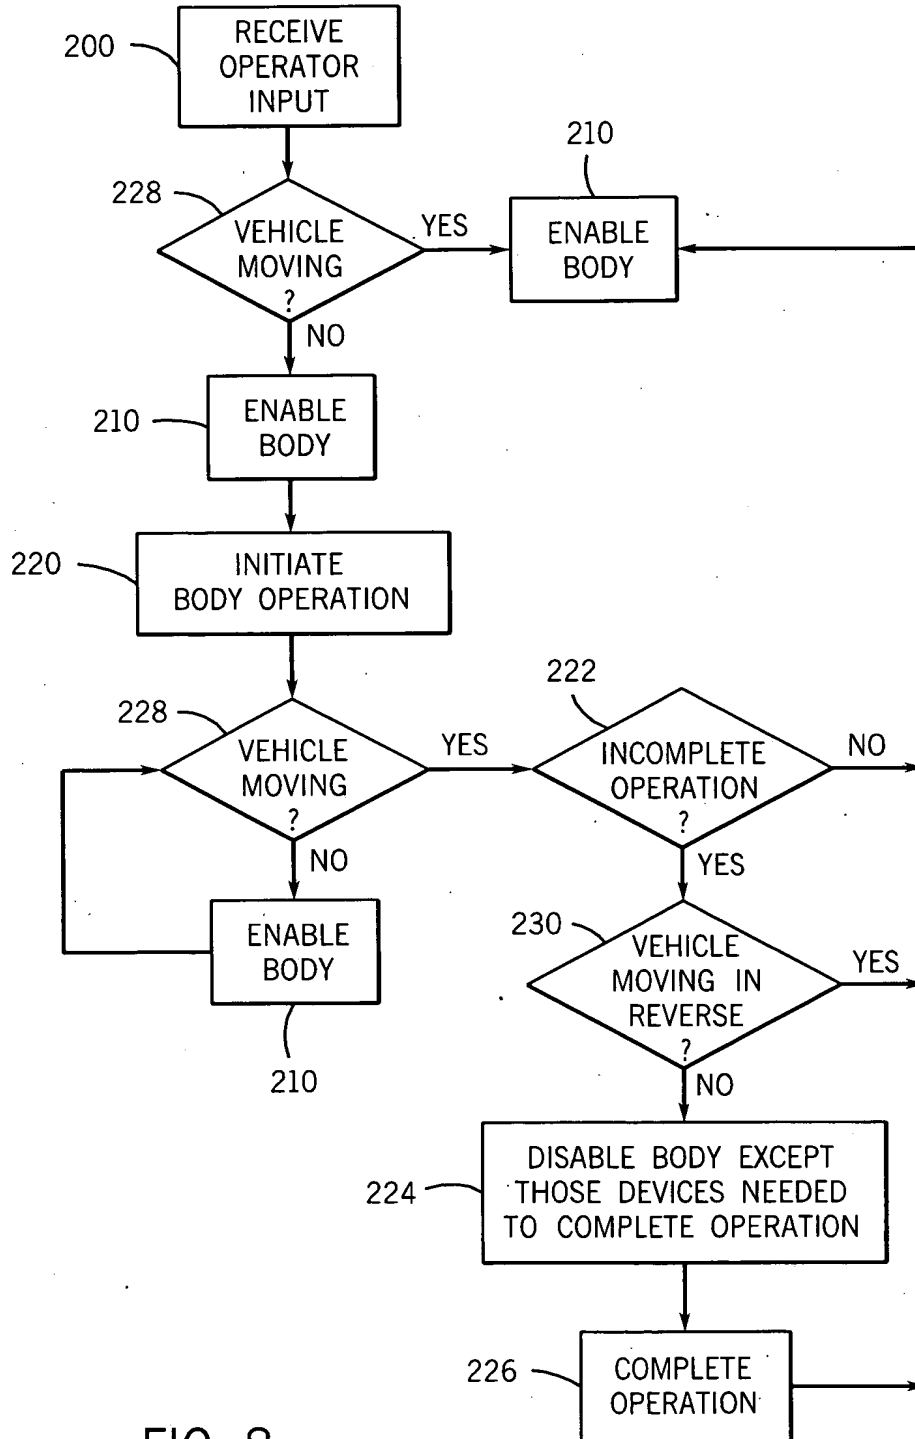 200
RECEIVE
OPERATOR
INPUT
210
228
VEHICLE
MOVING
?
YES
ENABLE
BODY
NO
210
ENABLE
BODY
220
INITIATE
BODY OPERATION
222
228
VEHICLE
MOVING
?
YES
INCOMPLETE
OPERATION
?
NO
NO
YES
ENABLE
BODY
210
230
VEHICLE
MOVING IN
REVERSE
?
YES
NO
224
DISABLE BODY EXCEPT
THOSE DEVICES NEEDED
TO COMPLETE OPERATION
226
COMPLETE
OPERATION